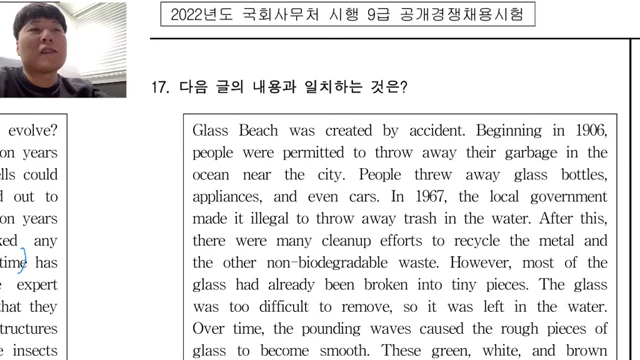 2022년도 국회사무처 시행 9급 공개경쟁채용시험
17. 다음 글의 내용과 일치하는 것은?
evolve?
on years
ells could
d out to
on years
ked any
time) has
e expert
that they
tructures
e insects
Glass Beach was created by accident. Beginning in 1906,
people were permitted to throw away their garbage in the
ocean near the city. People threw away glass bottles,
appliances, and even cars. In 1967, the local government
made it illegal to throw away trash in the water. After this,
there were many cleanup efforts to recycle the metal and
the other non-biodegradable waste. However, most of the
glass had already been broken into tiny pieces. The glass
was too difficult to remove, so it was left in the water.
Over time, the pounding waves caused the rough pieces of
glass to become smooth. These green, white, and brown